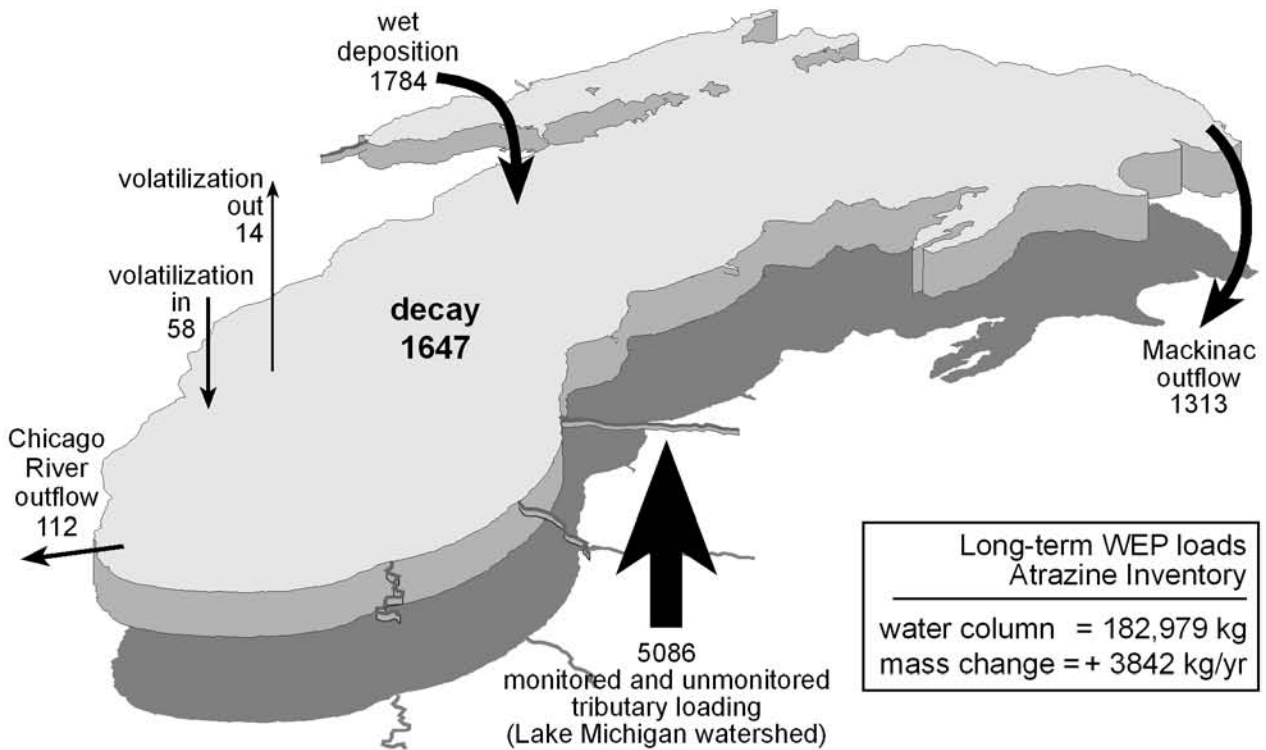 wet
deposition
1784
volatilization
out
14
volatilization
in
58
decay
1647
Mackinac
outflow
1313
Chicago
River
outflow
112
5086
monitored and unmonitored
tributary loading
(Lake Michigan watershed)
Long-term WEP loads
Atrazine Inventory
water column = 182,979 kg
mass change = + 3842 kg/yr